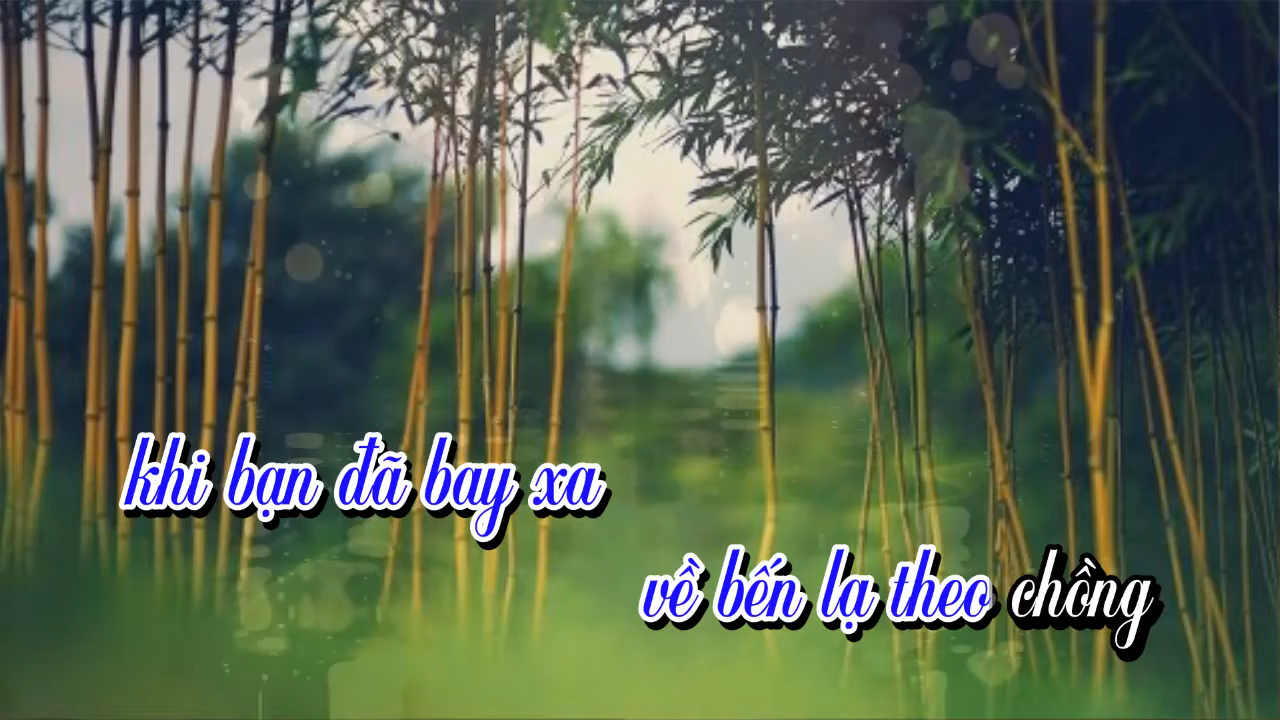 khi bạn đã bay xa
về bến lạ theo chồng